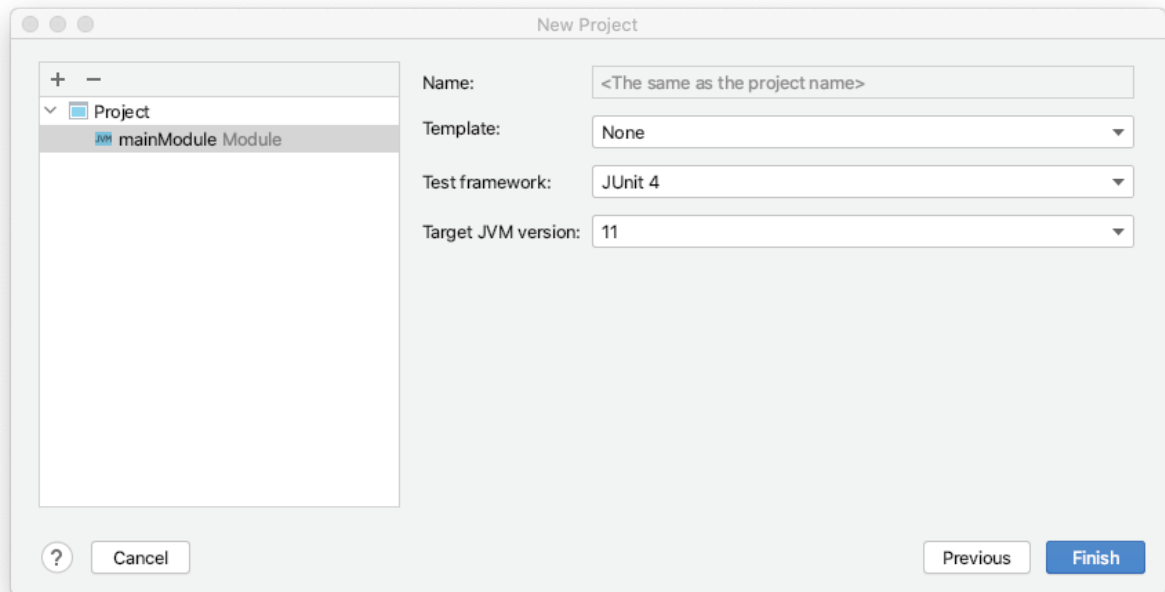 New Project
+ −
Project
JVM mainModule Module
Name: <The same as the project name>
Template: None
Test framework: JUnit 4
Target JVM version: 11
? Cancel Previous Finish